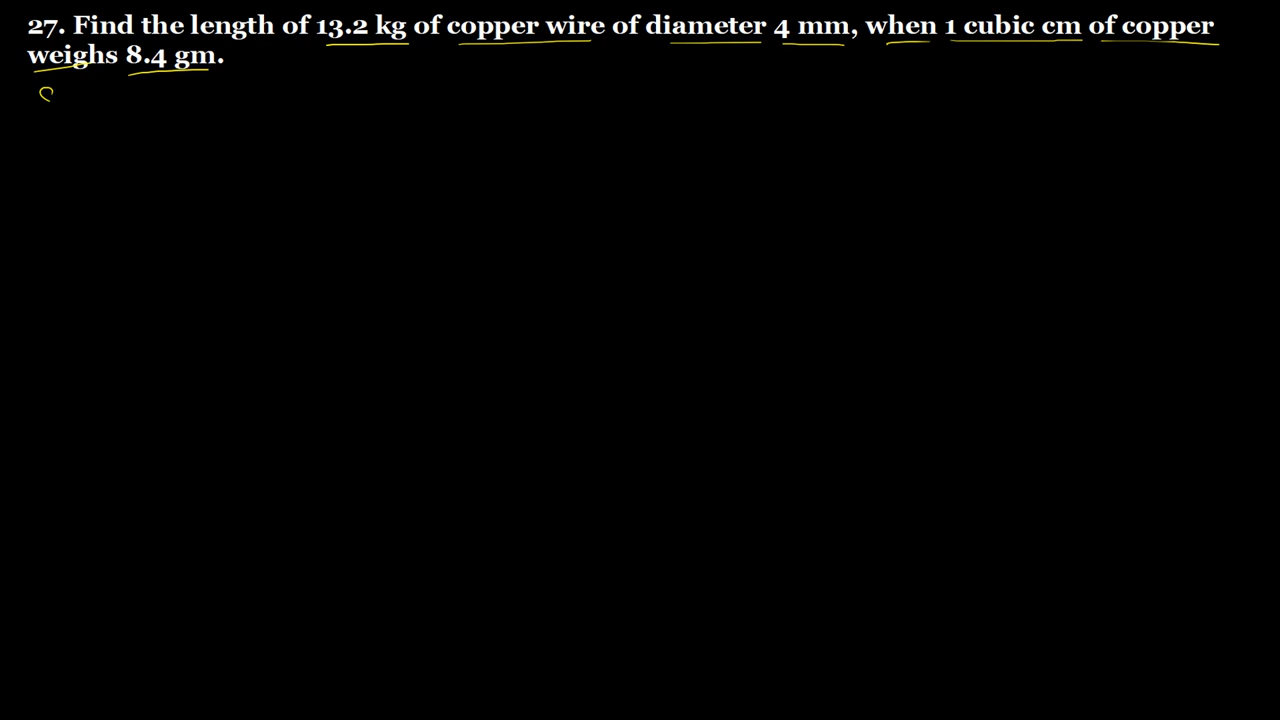 27. Find the length of 13.2 kg of copper wire of diameter 4 mm, when 1 cubic cm of copper
weighs 8.4 gm.